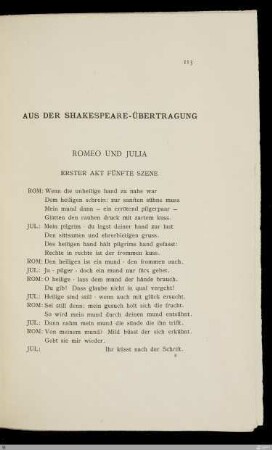 113
AUS DER SHAKESPEARE-ÜBERTRAGUNG
ROMEO UND JULIA
ERSTER AKT FÜNFTE SZENE
ROM: Wenn die unheilige hand zu nahe war
Dem heiligen schrein: zur sanften sühne muss
Mein mund dann — ein errötend pilgerpaar —
Glätten den rauhen druck mit zartem kuss.
JUL: Mein pilgrim · du legst deiner hand zur last
Den sittsamen und ehrerbietigen gruss.
Des heiligen hand hält pilgrims hand gefasst:
Rechte in rechte ist der frommen kuss.
ROM: Den heiligen ist ein mund · den frommen auch.
JUL: Ja · pilger · doch ein mund nur fürs gebet.
ROM: O heilige · lass dem mund der hände brauch.
Du gib! Dass glaube nicht in qual vergeht!
JUL: Heilige sind still · wenn auch mit glück ersucht.
ROM: Sei still denn: mein gesuch holt sich die frucht.
So wird mein mund durch deinen mund entsühnt.
JUL: Dann nahm mein mund die sünde die ihn trifft.
ROM: Von meinem mund? Mild büsst der sich erkühnt.
Gebt sie mir wieder.
JUL: Ihr küsst nach der Schrift.